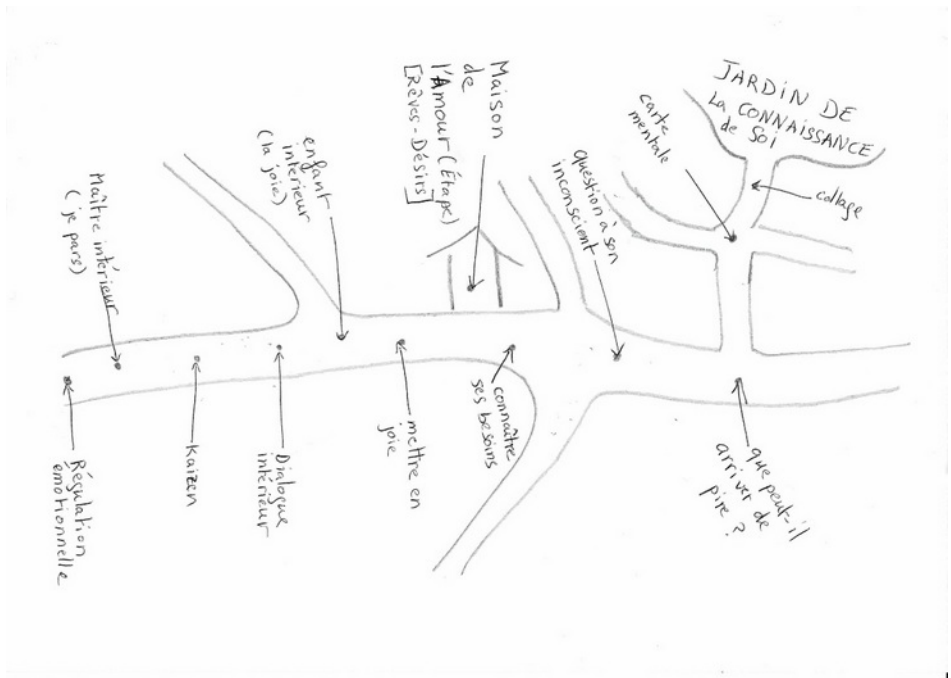 JARDIN DE
La CONNAISSANCE
de Soi
collage
carte
mentale
question à son
inconscient
que peut-il
arriver de
pire ?
connaître
ses besoins
Maison
de
l'Amour (Étape)
[Rêves - Désirs]
mettre en
joie
enfant
intérieur
(la joie)
Dialogue
intérieur
Kaizen
Maître intérieur
(je pars)
Régulation
emotionnelle